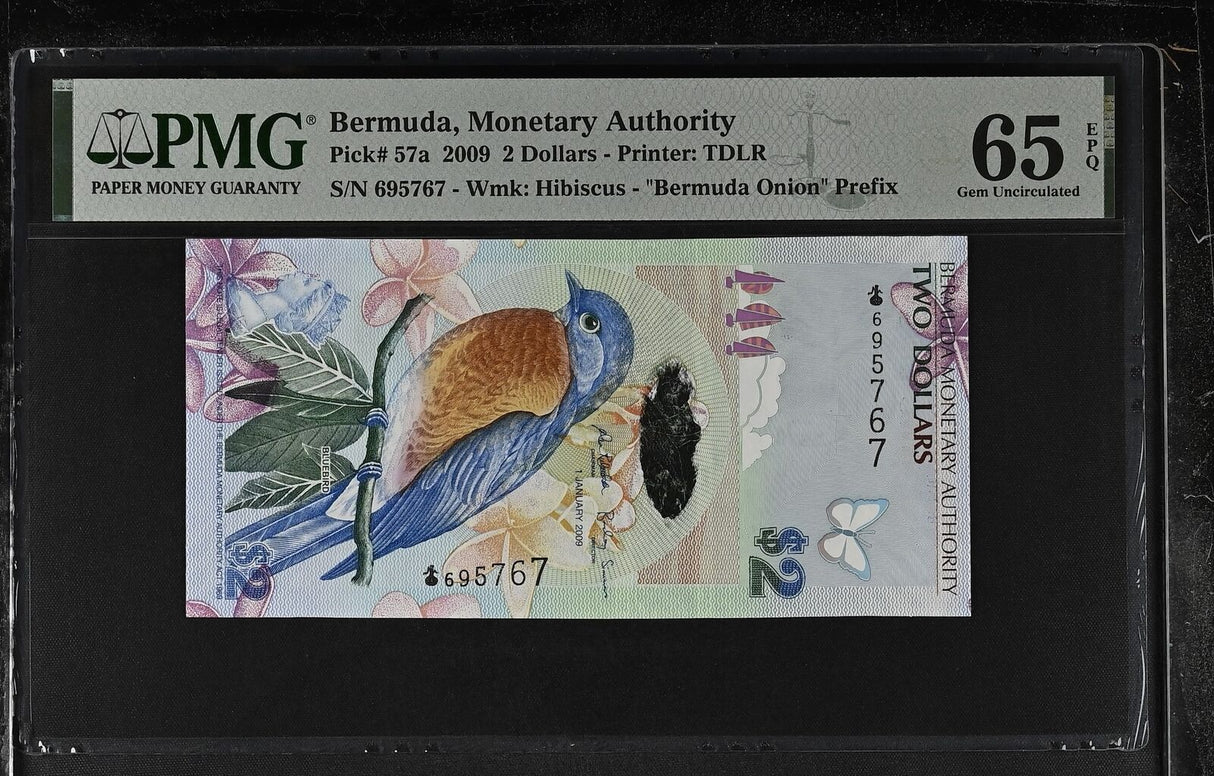 PMG®
PAPER MONEY GUARANTY
Bermuda, Monetary Authority
Pick# 57a 2009 2 Dollars - Printer: TDLR
S/N 695767 - Wmk: Hibiscus - "Bermuda Onion" Prefix
65
EPQ
Gem Uncirculated
BLUEBIRD
$2
695767
1 JANUARY 2009
$2
695767
TWO DOLLARS
BERMUDA MONETARY AUTHORITY